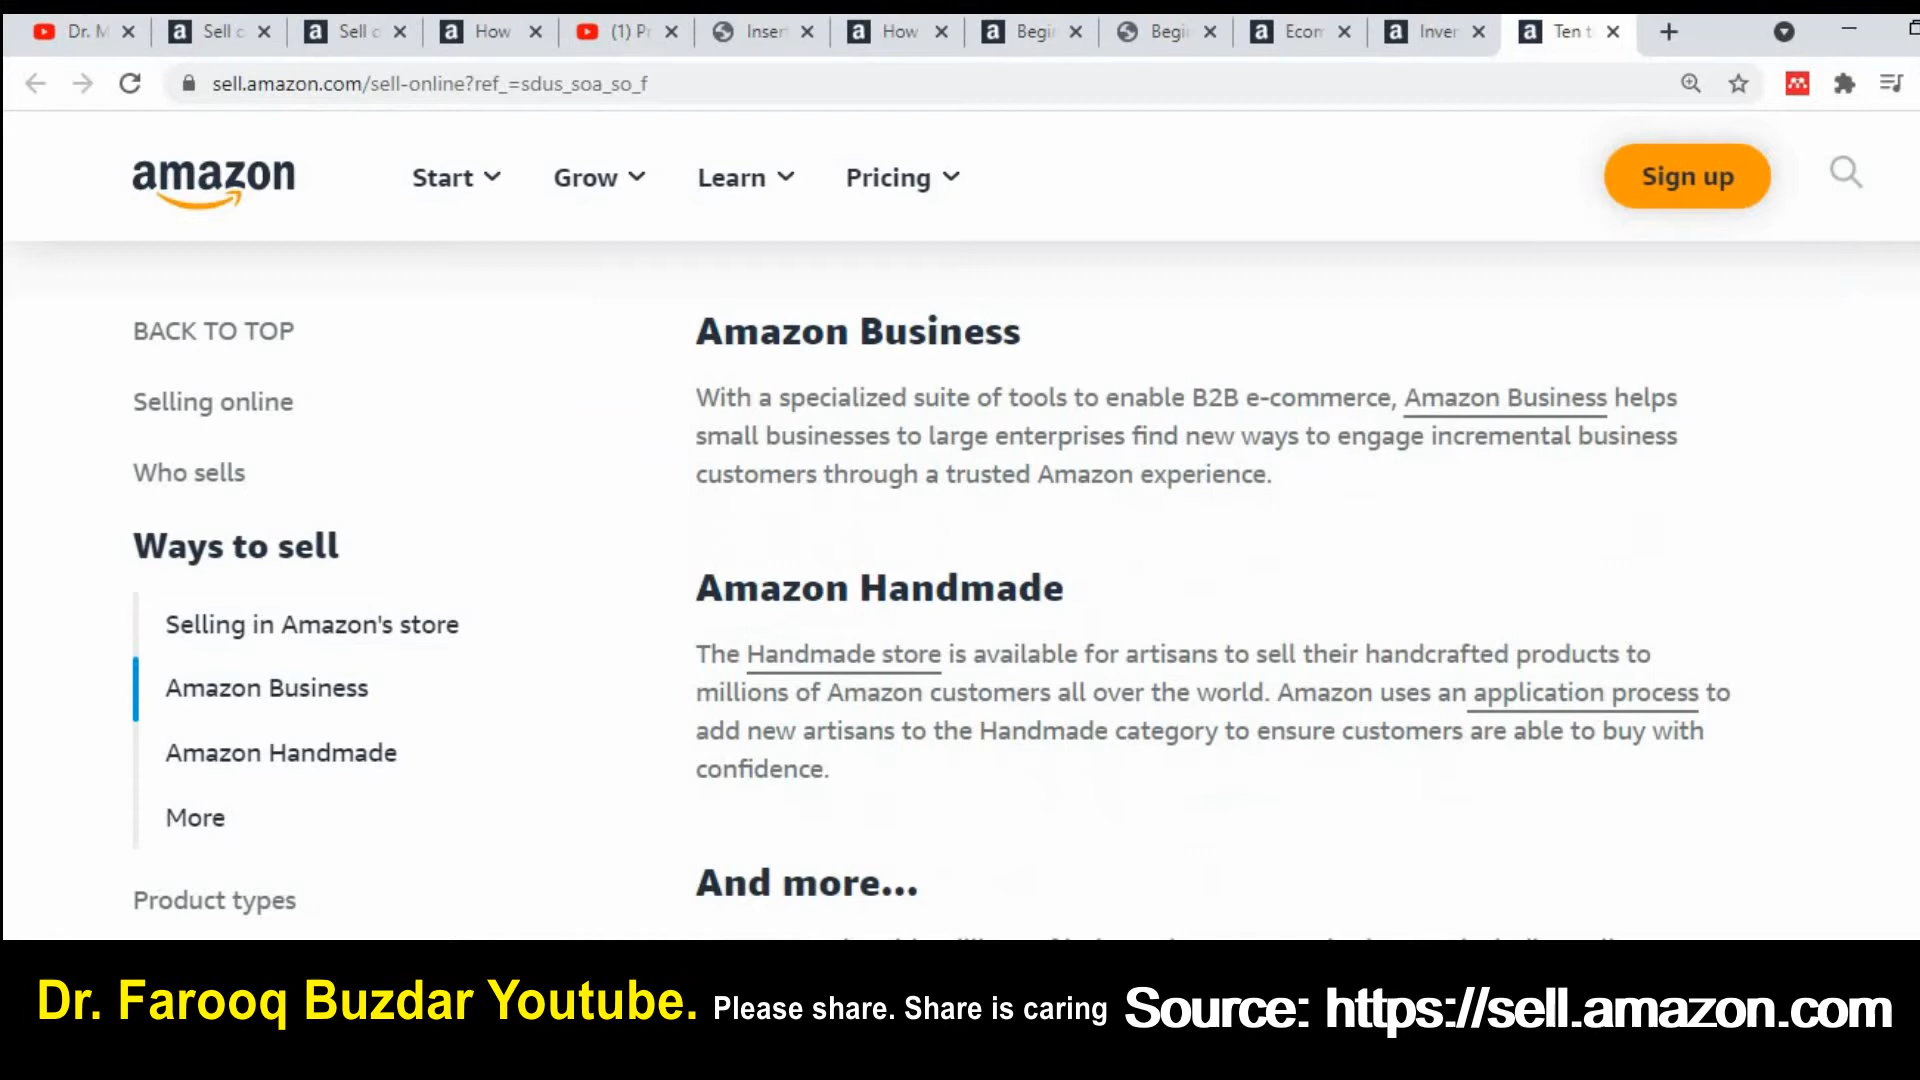 Dr. M
Sell
Sell
How
(1) P
Inser
How
Begi
Begi
Econ
Inver
Ten t
sell.amazon.com/sell-online?ref_=sdus_soa_so_f
amazon
Start
Grow
Learn
Pricing
Sign up
BACK TO TOP
Selling online
Who sells
Ways to sell
Selling in Amazon's store
Amazon Business
Amazon Handmade
More
Product types
Amazon Business
With a specialized suite of tools to enable B2B e-commerce, Amazon Business helps
small businesses to large enterprises find new ways to engage incremental business
customers through a trusted Amazon experience.
Amazon Handmade
The Handmade store is available for artisans to sell their handcrafted products to
millions of Amazon customers all over the world. Amazon uses an application process to
add new artisans to the Handmade category to ensure customers are able to buy with
confidence.
And more...
Dr. Farooq Buzdar Youtube. Please share. Share is caring Source: https://sell.amazon.com